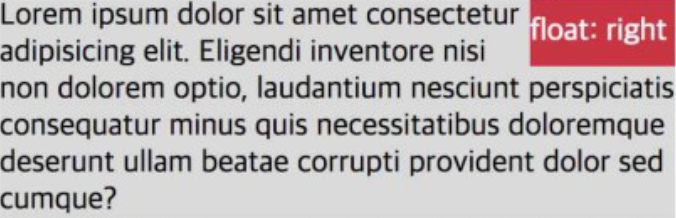 Lorem ipsum dolor sit amet consectetur
float: right
adipisicing elit. Eligendi inventore nisi
non dolorem optio, laudantium nesciunt perspiciatis
consequatur minus quis necessitatibus doloremque
deserunt ullam beatae corrupti provident dolor sed
cumque?